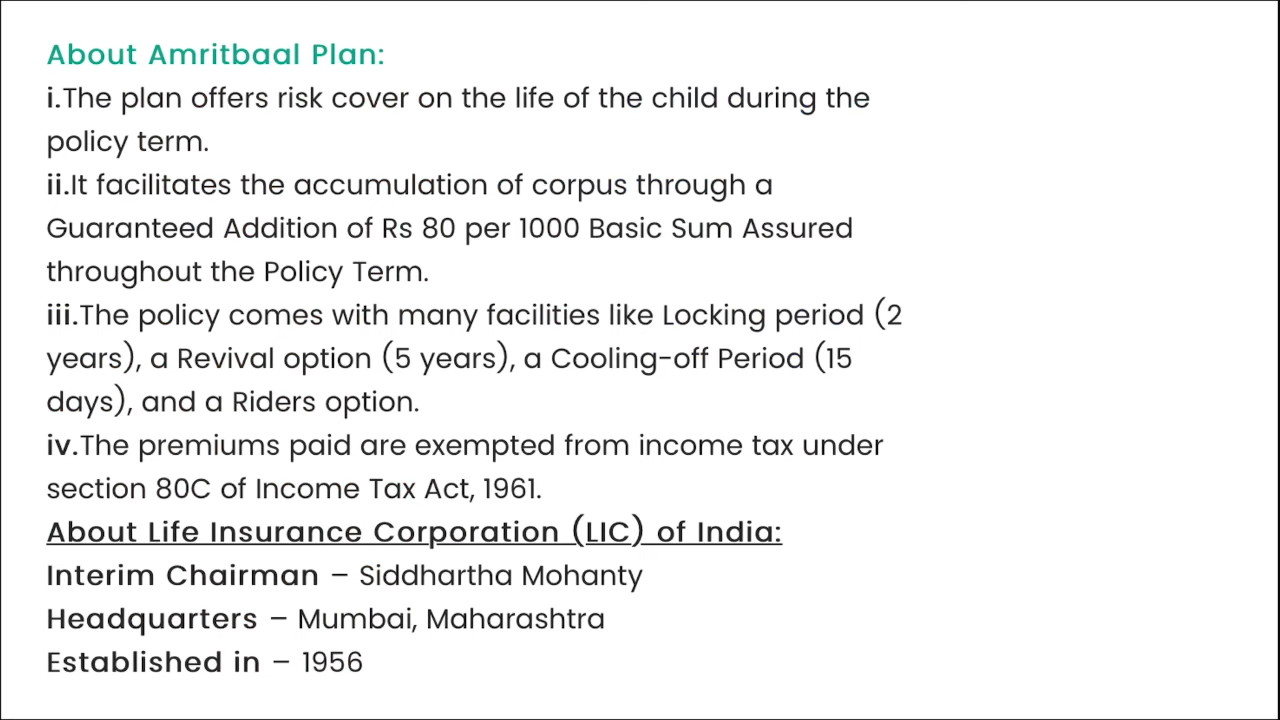 About Amritbaal Plan:
i.The plan offers risk cover on the life of the child during the
policy term.
ii.It facilitates the accumulation of corpus through a
Guaranteed Addition of Rs 80 per 1000 Basic Sum Assured
throughout the Policy Term.
iii.The policy comes with many facilities like Locking period (2
years), a Revival option (5 years), a Cooling-off Period (15
days), and a Riders option.
iv.The premiums paid are exempted from income tax under
section 80C of Income Tax Act, 1961.
About Life Insurance Corporation (LIC) of India:
Interim Chairman – Siddhartha Mohanty
Headquarters – Mumbai, Maharashtra
Established in – 1956